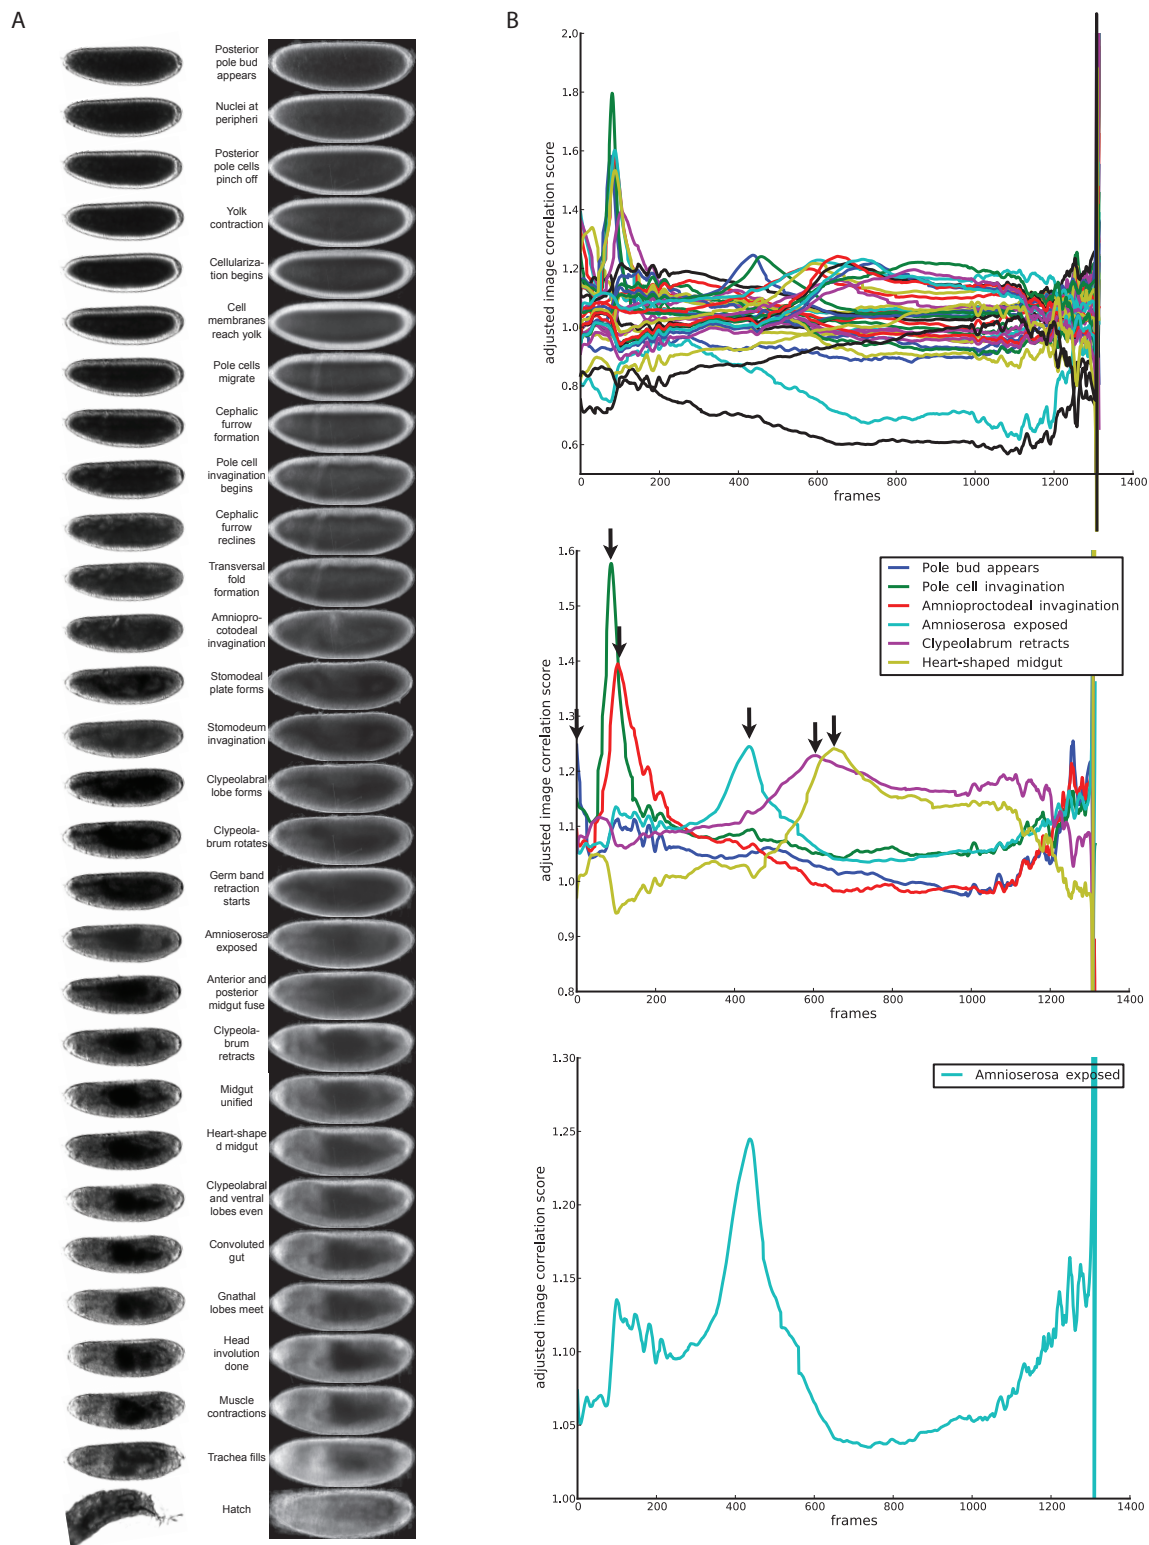 A
Posterior
pole bud
appears
Nuclei at
peripheri
Posterior
pole cells
pinch off
Yolk
contraction
Cellulariza-
tion begins
Cell
membranes
reach yolk
Pole cells
migrate
Cephalic
furrow
formation
Pole cell
invagination
begins
Cephalic
furrow
reclines
Transversal
fold
formation
Amniopro-
ctodeal
invagination
Stomodeal
plate forms
Stomodeum
invagination
Clypeolabral
lobe forms
Clypeola-
brum rotates
Germ band
retraction
starts
Amnioserosa
exposed
Anterior and
posterior
midgut fuse
Clypeola-
brum
retracts
Midgut
unified
Heart-shape
d midgut
Clypeolabral
and ventral
lobes even
Convoluted
gut
Gnathal
lobes meet
Head
involution
done
Muscle
contractions
Trachea fills
Hatch
B
adjusted image correlation score
2.0
1.8
1.6
1.4
1.2
1.0
0.8
0.6
0 200 400 600 800 1000 1200 1400
frames
adjusted image correlation score
1.6
1.5
1.4
1.3
1.2
1.1
1.0
0.9
0.8
Pole bud appears
Pole cell invagination
Amnioproctodeal invagination
Amnioserosa exposed
Clypeolabrum retracts
Heart-shaped midgut
0 200 400 600 800 1000 1200 1400
frames
adjusted image correlation score
1.30
1.25
1.20
1.15
1.10
1.05
1.00
Amnioserosa exposed
0 200 400 600 800 1000 1200 1400
frames